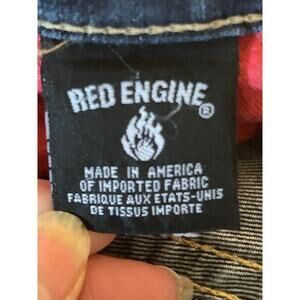 RED ENGINE®
MADE IN AMERICA
OF IMPORTED FABRIC
FABRIQUE AUX ETATS-UNIS
DE TISSUS IMPORTE